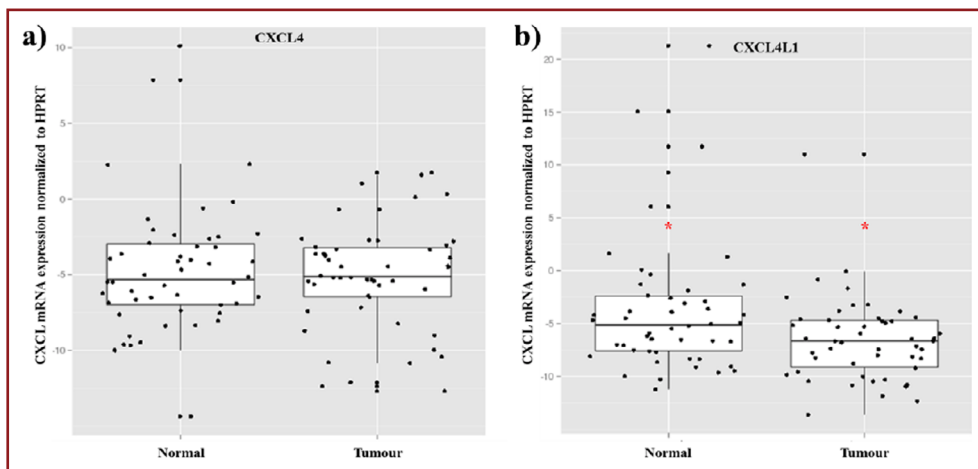 a)
CXCL4
CXCL mRNA expression normalized to HPRT
10
5
0
-5
-10
Normal
Tumour
b)
CXCL4L1
CXCL mRNA expression normalized to HPRT
20
15
10
5
0
-5
-10
*
*
Normal
Tumour